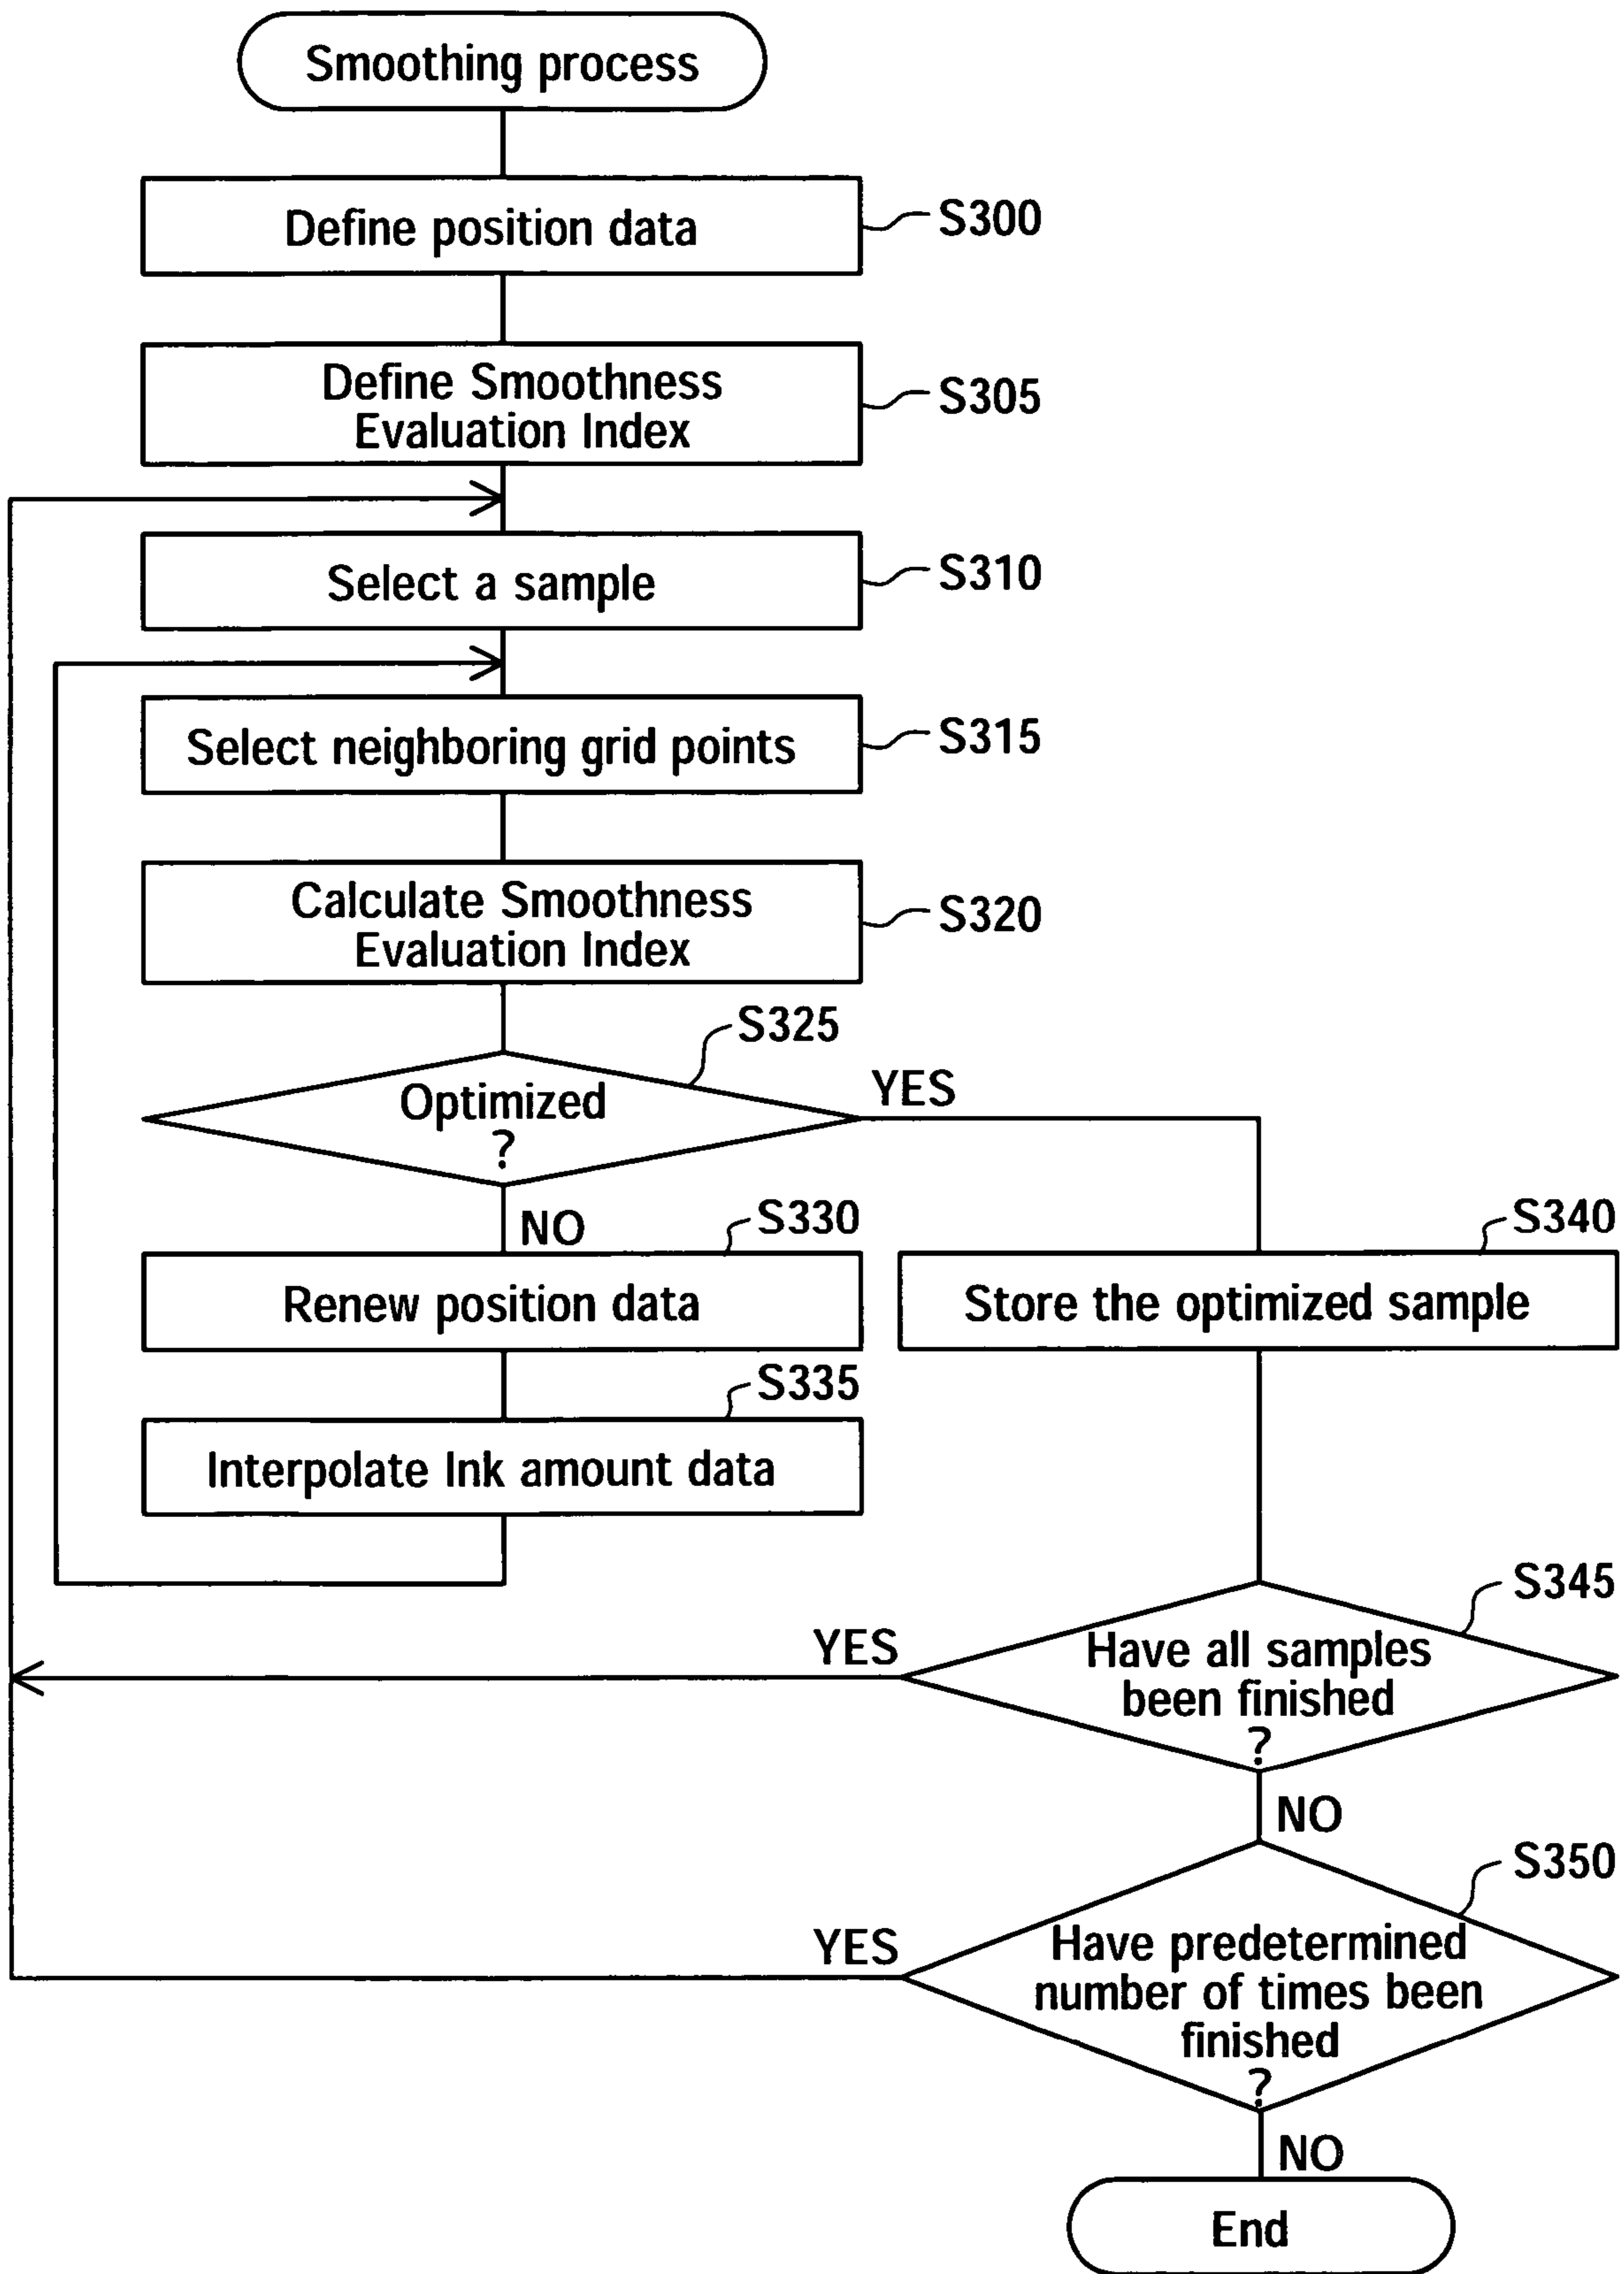 Smoothing process
Define position data
S300
Define Smoothness
Evaluation Index
S305
Select a sample
S310
Select neighboring grid points
S315
Calculate Smoothness
Evaluation Index
S320
S325
Optimized
?
YES
NO
S330
Renew position data
S340
Store the optimized sample
S335
Interpolate Ink amount data
S345
Have all samples
been finished
?
YES
NO
S350
Have predetermined
number of times been
finished
?
YES
NO
End